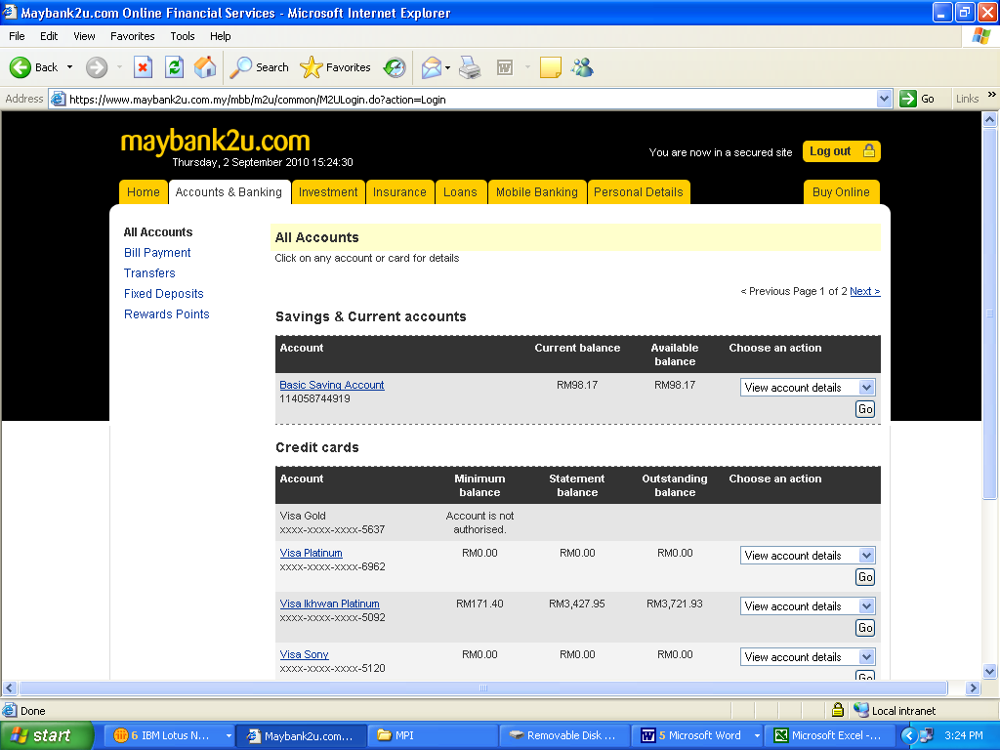 Maybank2u.com Online Financial Services - Microsoft Internet Explorer
File Edit View Favorites Tools Help
Back Search Favorites
Address https://www.maybank2u.com.my/mbb/m2u/common/M2ULogin.do?action=Login Go Links »
maybank2u.com
Thursday, 2 September 2010 15:24:30
You are now in a secured site Log out
Home Accounts & Banking Investment Insurance Loans Mobile Banking Personal Details Buy Online
All Accounts
Bill Payment
Transfers
Fixed Deposits
Rewards Points
All Accounts
Click on any account or card for details
< Previous Page 1 of 2 Next >
Savings & Current accounts
Account Current balance Available balance Choose an action
Basic Saving Account RM98.17 RM98.17 View account details
114058744919
Go
Credit cards
Account Minimum balance Statement balance Outstanding balance Choose an action
Visa Gold Account is not authorised.
xxxx-xxxx-xxxx-5637
Visa Platinum RM0.00 RM0.00 RM0.00 View account details
xxxx-xxxx-xxxx-6962
Go
Visa Ikhwan Platinum RM171.40 RM3,427.95 RM3,721.93 View account details
xxxx-xxxx-xxxx-5092
Go
Visa Sony RM0.00 RM0.00 RM0.00 View account details
xxxx-xxxx-xxxx-5120
Go
Done Local intranet
start 6 IBM Lotus N... Maybank2u.com... MPI Removable Disk ... 5 Microsoft Word Microsoft Excel -... 3:24 PM